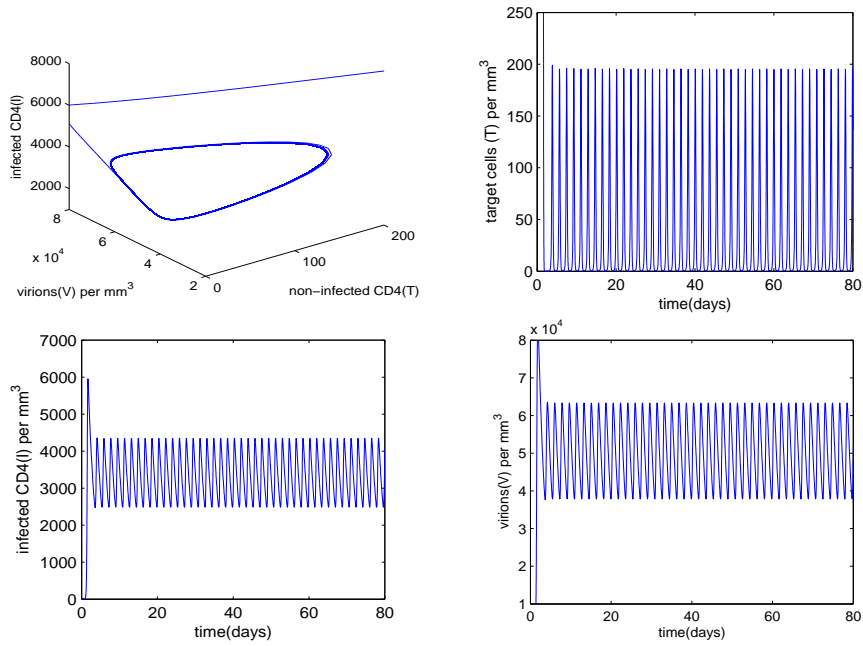 8000
6000
4000
2000
infected CD4(I)
8
6
4
2
x 10^4
virions(V) per mm^3
0
100
200
non−infected CD4(T)
250
200
150
100
50
0
target cells (T) per mm^3
0 20 40 60 80
time(days)
7000
6000
5000
4000
3000
2000
1000
0
infected CD4(I) per mm^3
0 20 40 60 80
time(days)
x 10^4
8
7
6
5
4
3
2
1
virions(V) per mm^3
0 20 40 60 80
time(days)